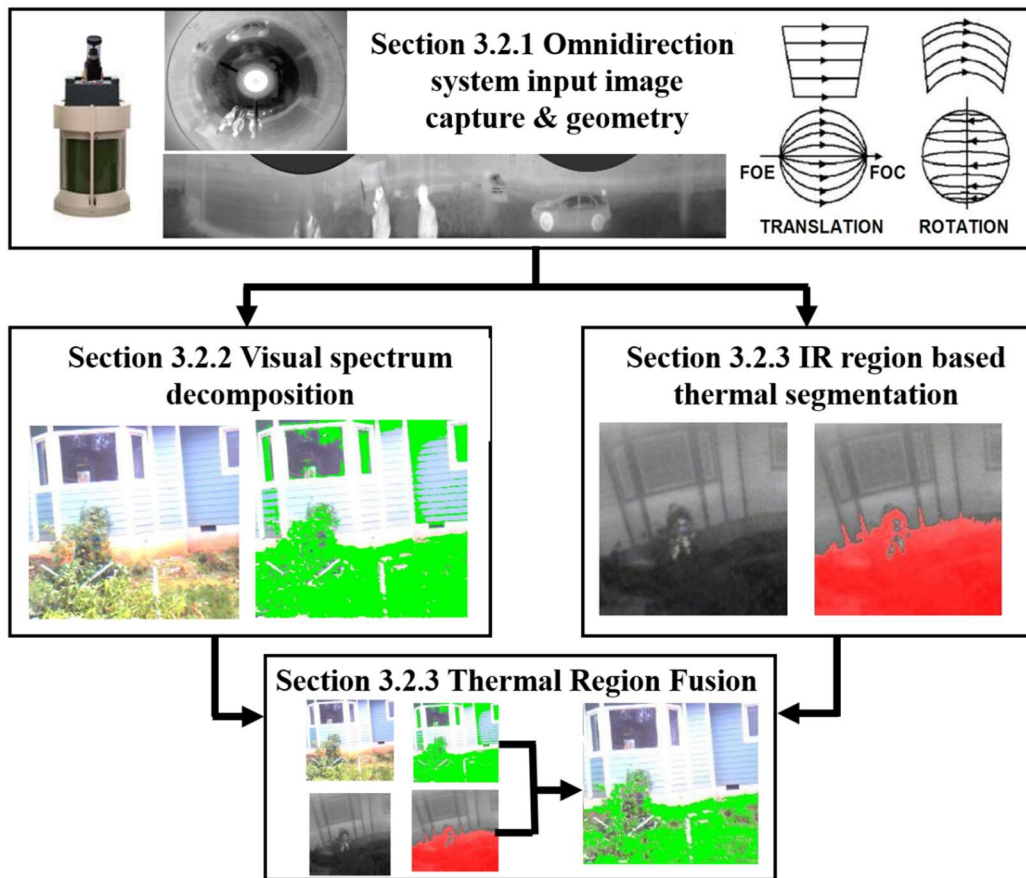 Section 3.2.1 Omnidirection
system input image
capture & geometry
FOE
FOC
TRANSLATION
ROTATION
Section 3.2.2 Visual spectrum
decomposition
Section 3.2.3 IR region based
thermal segmentation
Section 3.2.3 Thermal Region Fusion